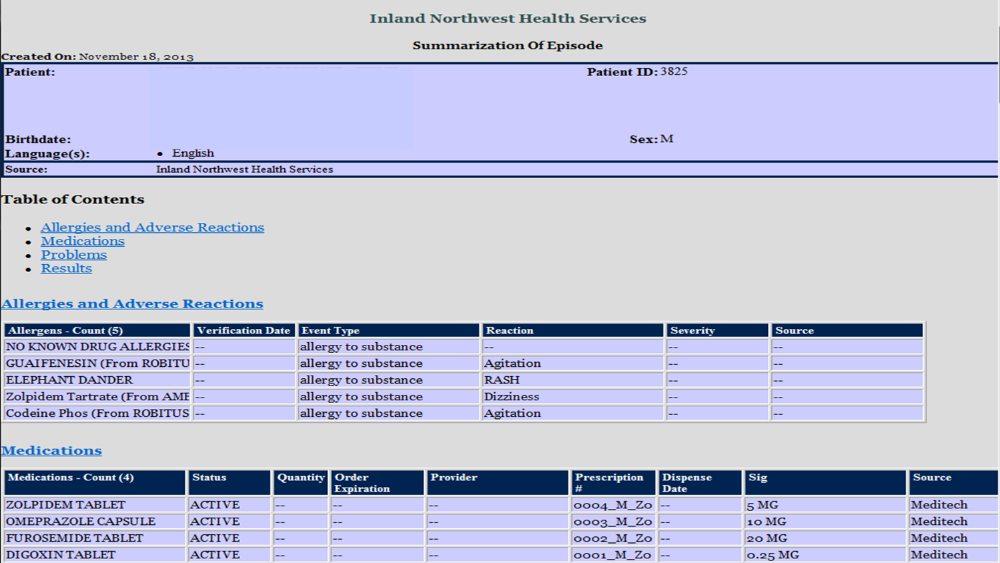 Inland Northwest Health Services
Summarization Of Episode
Created On: November 18, 2013
Patient: Patient ID: 3825
Birthdate: Sex: M
Language(s): • English
Source: Inland Northwest Health Services
Table of Contents
• Allergies and Adverse Reactions
• Medications
• Problems
• Results
Allergies and Adverse Reactions
Allergens - Count (5) Verification Date Event Type Reaction Severity Source
NO KNOWN DRUG ALLERGIES -- allergy to substance -- -- --
GUAIFENESIN (From ROBITU -- allergy to substance Agitation -- --
ELEPHANT DANDER -- allergy to substance RASH -- --
Zolpidem Tartrate (From AMB -- allergy to substance Dizziness -- --
Codeine Phos (From ROBITUS -- allergy to substance Agitation -- --
Medications
Medications - Count (4) Status Quantity Order Expiration Provider Prescription # Dispense Date Sig Source
ZOLPIDEM TABLET ACTIVE -- -- -- 0004_M_Zo -- 5 MG Meditech
OMEPRAZOLE CAPSULE ACTIVE -- -- -- 0003_M_Zo -- 10 MG Meditech
FUROSEMIDE TABLET ACTIVE -- -- -- 0002_M_Zo -- 20 MG Meditech
DIGOXIN TABLET ACTIVE -- -- -- 0001_M_Zo -- 0.25 MG Meditech